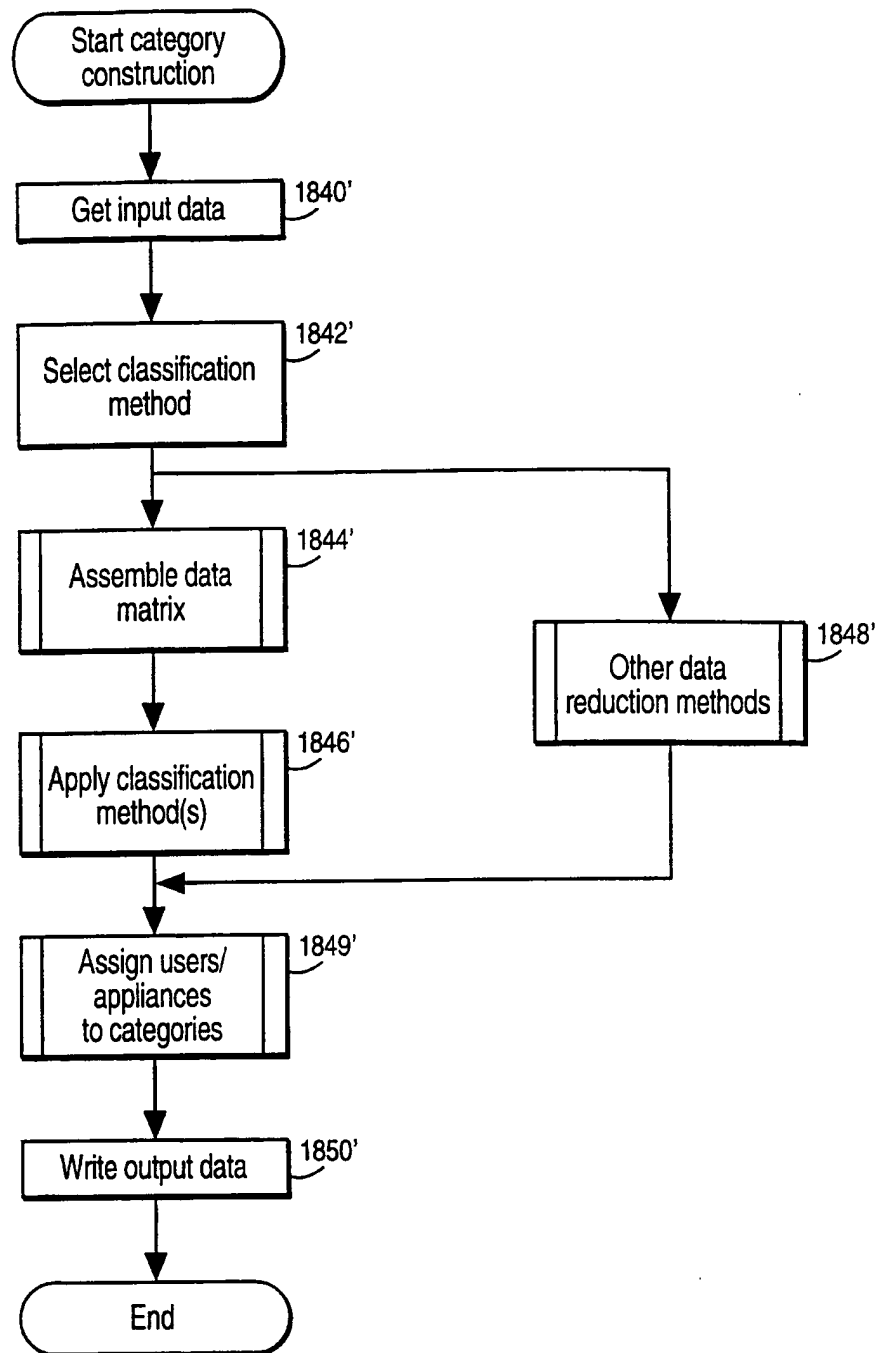 Start category
construction
Get input data
1840'
Select classification
method
1842'
Assemble data
matrix
1844'
Other data
reduction methods
1848'
Apply classification
method(s)
1846'
Assign users/
appliances
to categories
1849'
Write output data
1850'
End